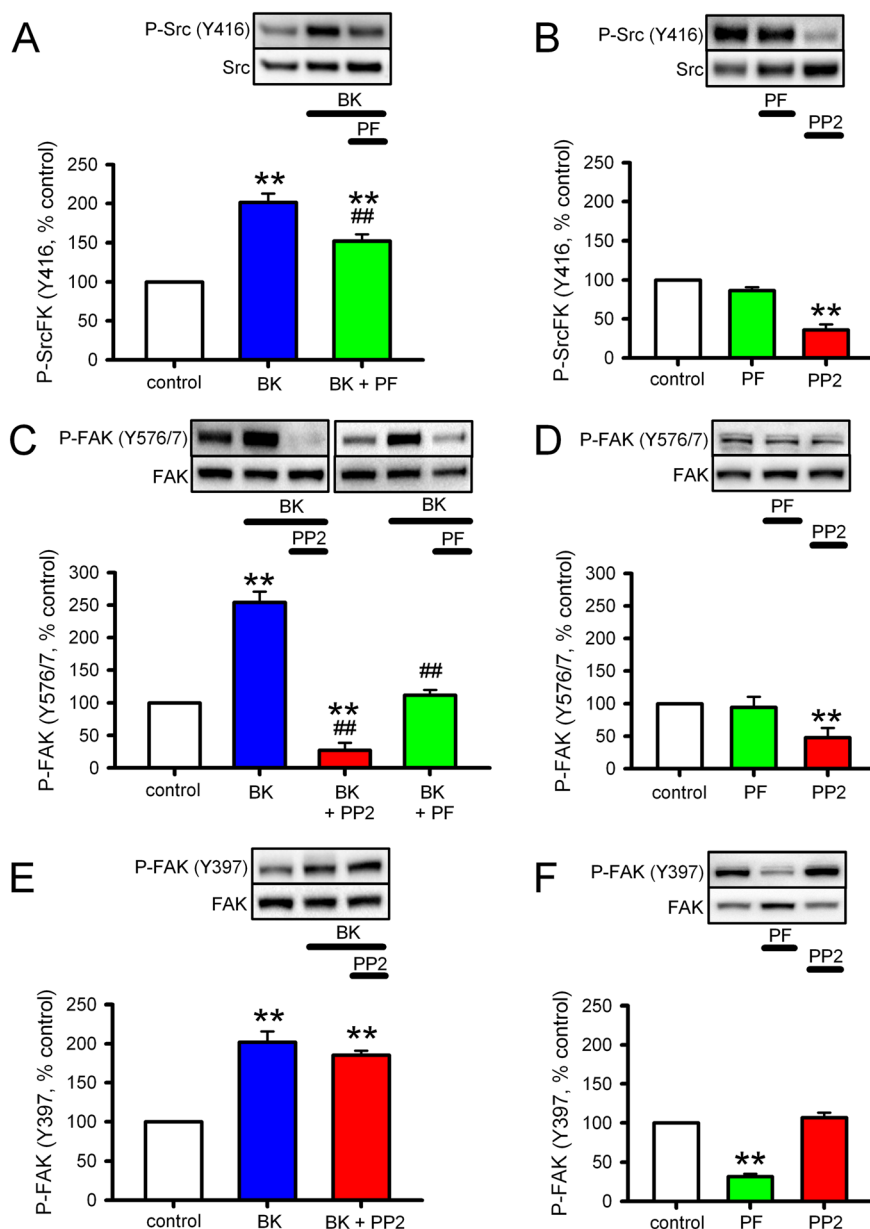 A
P-Src (Y416)
Src
BK
PF
P-SrcFK (Y416, % control)
250
200
150
100
50
0
**
**
##
control
BK
BK + PF
B
P-Src (Y416)
Src
PF
PP2
P-SrcFK (Y416, % control)
250
200
150
100
50
0
**
control
PF
PP2
C
P-FAK (Y576/7)
FAK
BK
PP2
BK
PF
P-FAK (Y576/7, % control)
300
250
200
150
100
50
0
**
**
##
##
control
BK
BK
+ PP2
BK
+ PF
D
P-FAK (Y576/7)
FAK
PF
PP2
P-FAK (Y576/7, % control)
300
250
200
150
100
50
0
**
control
PF
PP2
E
P-FAK (Y397)
FAK
BK
PP2
P-FAK (Y397, % control)
250
200
150
100
50
0
**
**
control
BK
BK + PP2
F
P-FAK (Y397)
FAK
PF
PP2
P-FAK (Y397, % control)
250
200
150
100
50
0
**
control
PF
PP2